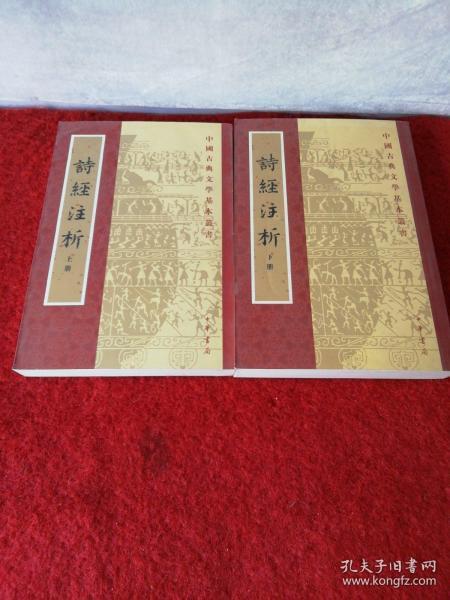 中國古典文學基本叢書
詩經注析
上册
中華書局
中國古典文學基本叢書
詩經注析
下册
中華書局
孔夫子旧书网
www.kongfz.com